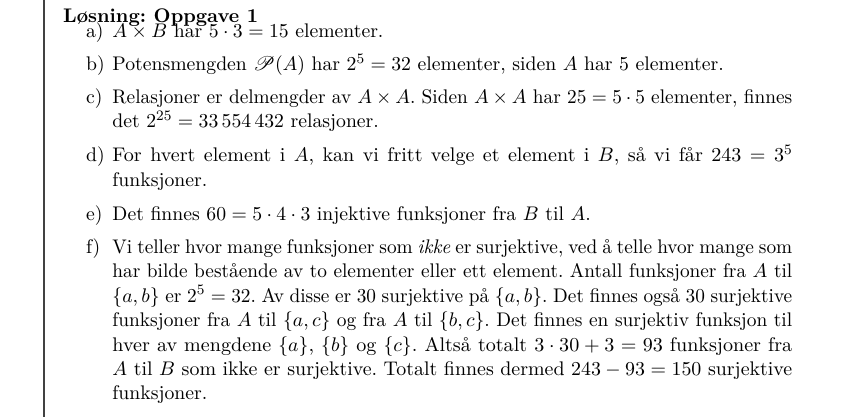 Løsning: Oppgave 1
a) A × B har 5 · 3 = 15 elementer.
b) Potensmengden 𝒫(A) har 2⁵ = 32 elementer, siden A har 5 elementer.
c) Relasjoner er delmengder av A × A. Siden A × A har 25 = 5 · 5 elementer, finnes
det 2²⁵ = 33 554 432 relasjoner.
d) For hvert element i A, kan vi fritt velge et element i B, så vi får 243 = 3⁵
funksjoner.
e) Det finnes 60 = 5 · 4 · 3 injektive funksjoner fra B til A.
f) Vi teller hvor mange funksjoner som ikke er surjektive, ved å telle hvor mange som
har bilde bestående av to elementer eller ett element. Antall funksjoner fra A til
{a, b} er 2⁵ = 32. Av disse er 30 surjektive på {a, b}. Det finnes også 30 surjektive
funksjoner fra A til {a, c} og fra A til {b, c}. Det finnes en surjektiv funksjon til
hver av mengdene {a}, {b} og {c}. Altså totalt 3 · 30 + 3 = 93 funksjoner fra
A til B som ikke er surjektive. Totalt finnes dermed 243 − 93 = 150 surjektive
funksjoner.